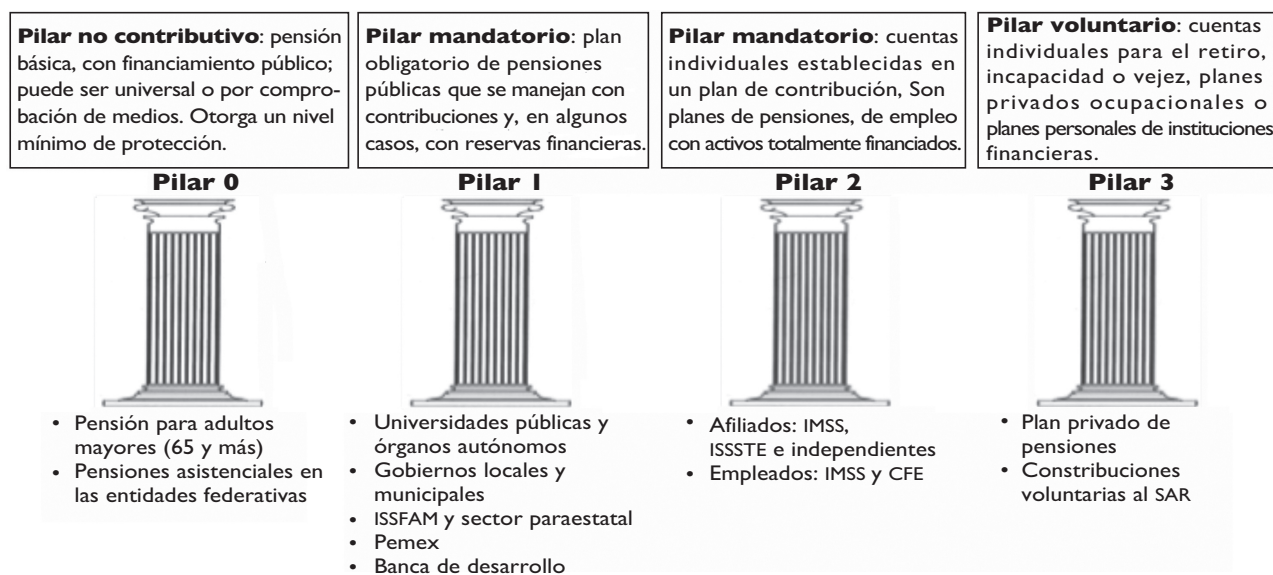 Pilar no contributivo: pensión
básica, con financiamiento público;
puede ser universal o por compro-
bación de medios. Otorga un nivel
mínimo de protección.
Pilar mandatorio: plan
obligatorio de pensiones
públicas que se manejan con
contribuciones y, en algunos
casos, con reservas financieras.
Pilar mandatorio: cuentas
individuales establecidas en
un plan de contribución, Son
planes de pensiones, de empleo
con activos totalmente financiados.
Pilar voluntario: cuentas
individuales para el retiro,
incapacidad o vejez, planes
privados ocupacionales o
planes personales de instituciones
financieras.
Pilar 0
Pilar 1
Pilar 2
Pilar 3
• Pensión para adultos
mayores (65 y más)
• Pensiones asistenciales en
las entidades federativas
• Universidades públicas y
órganos autónomos
• Gobiernos locales y
municipales
• ISSFAM y sector paraestatal
• Pemex
• Banca de desarrollo
• Afiliados: IMSS,
ISSSTE e independientes
• Empleados: IMSS y CFE
• Plan privado de
pensiones
• Constribuciones
voluntarias al SAR